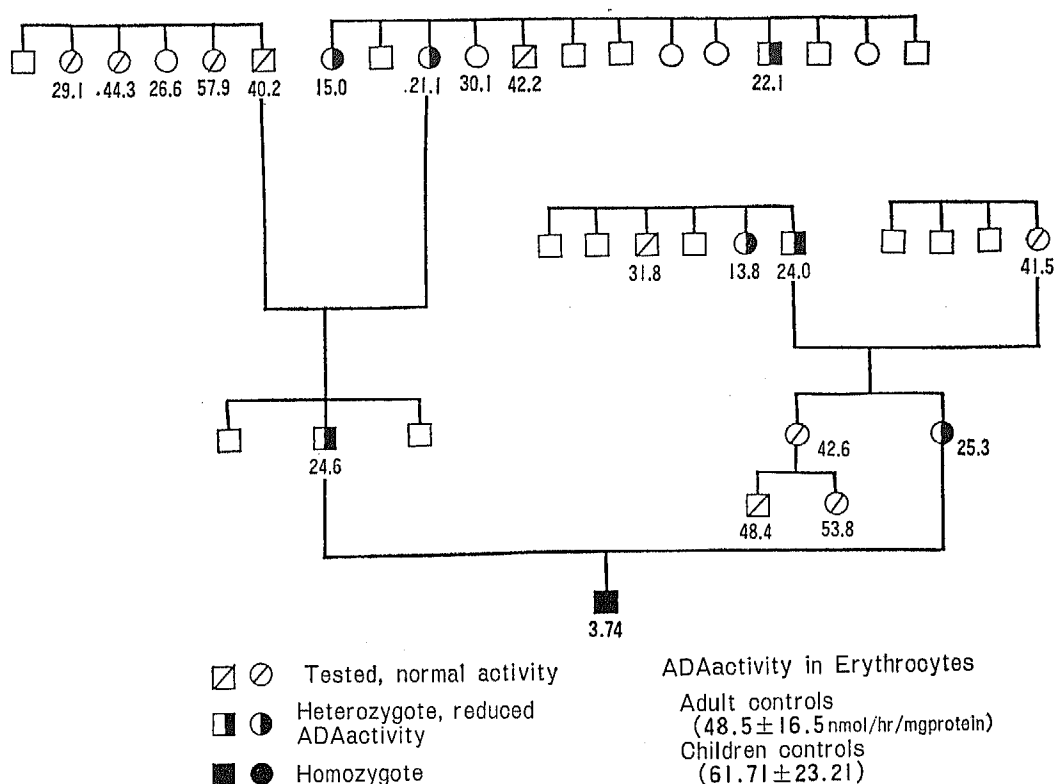 29.1 .44.3 26.6 57.9 40.2 15.0 .21.1 30.1 42.2 22.1
31.8 13.8 24.0 41.5
24.6 42.6 25.3
48.4 53.8
3.74
Tested, normal activity
Heterozygote, reduced
ADAactivity
Homozygote
ADAactivity in Erythrocytes
Adult controls
(48.5±16.5nmol/hr/mgprotein)
Children controls
(61.71±23.21)